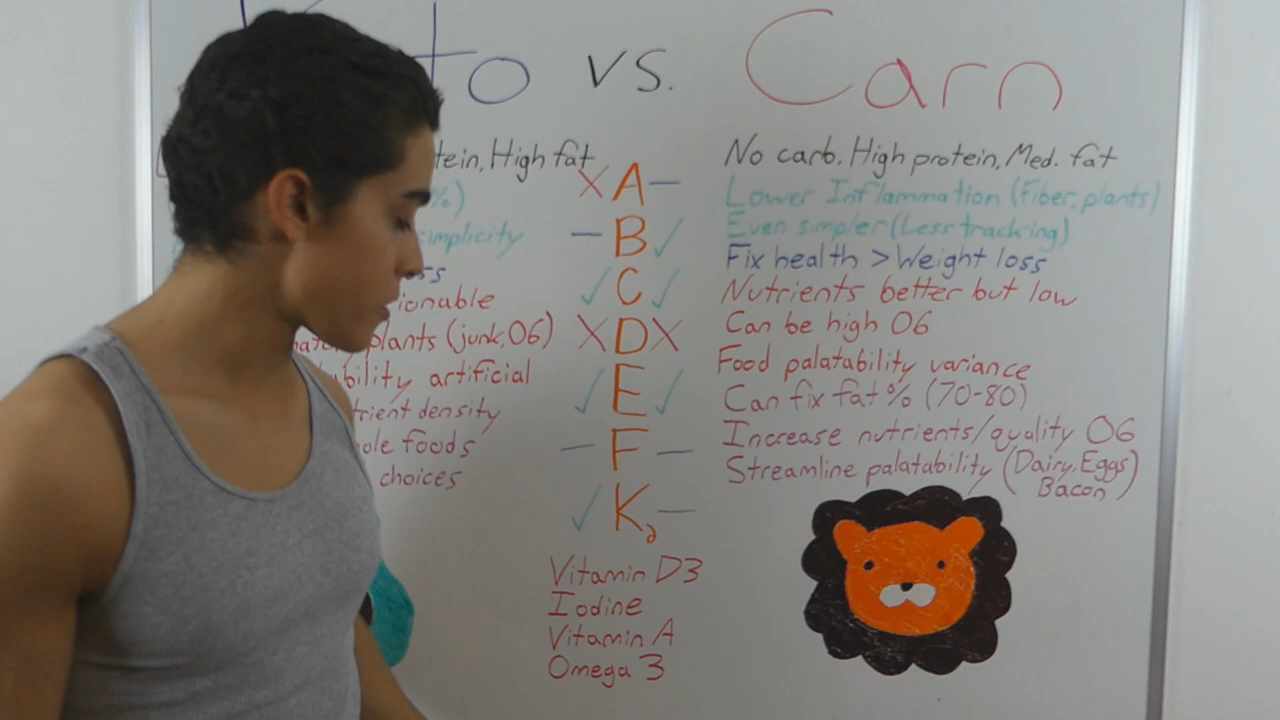 to vs. Carn
tein, High fat
%)
simplicity
ss
ionable
plants (junk, O6)
bility artificial
trient density
ole foods
choices
X A –
– B ✓
✓ C ✓
X D X
✓ E ✓
– F –
✓ K2 –
Vitamin D3
Iodine
Vitamin A
Omega 3
No carb. High protein, Med. fat
Lower Inflammation (Fiber, plants)
Even simpler (Less tracking)
Fix health > Weight loss
Nutrients better but low
Can be high O6
Food palatability variance
Can fix fat % (70-80)
Increase nutrients/quality O6
Streamline palatability (Dairy, Eggs
Bacon)